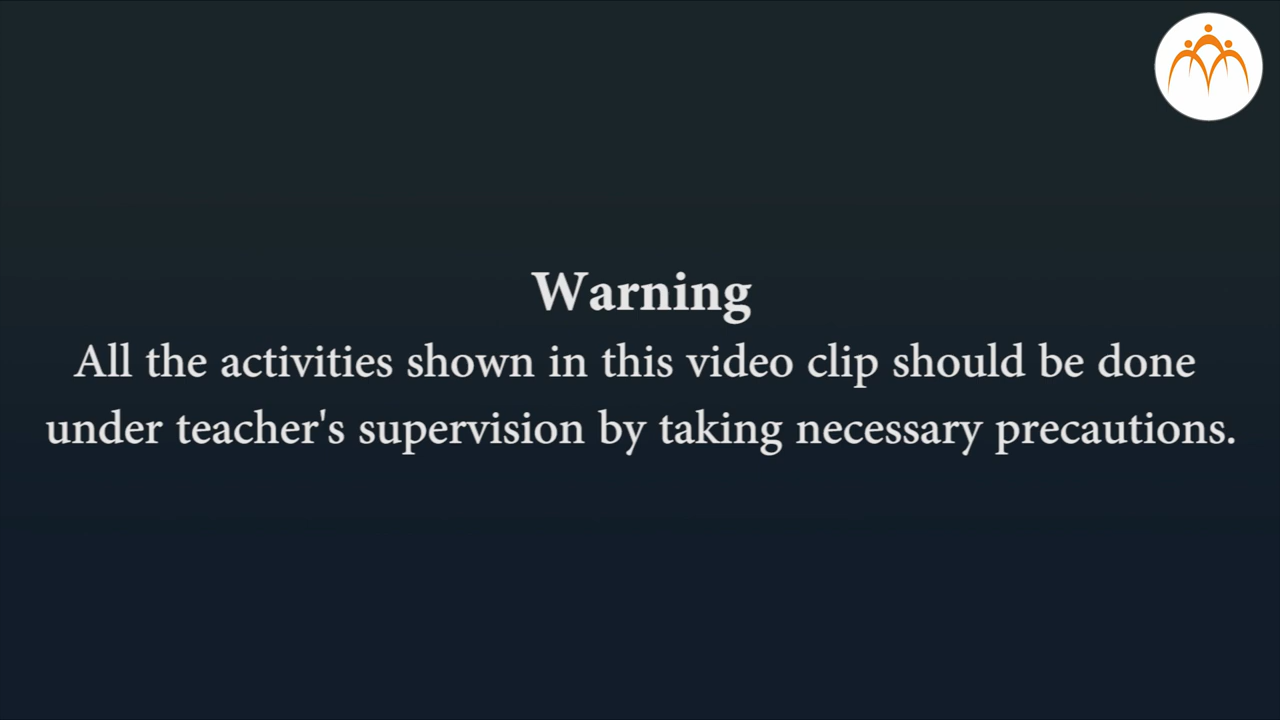 Warning
All the activities shown in this video clip should be done
under teacher's supervision by taking necessary precautions.